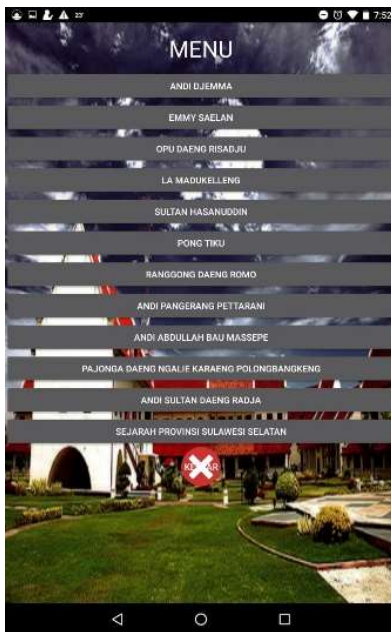 23°
7:52
MENU
ANDI DJEMMA
EMMY SAELAN
OPU DAENG RISADJU
LA MADUKELLENG
SULTAN HASANUDDIN
PONG TIKU
RANGGONG DAENG ROMO
ANDI PANGERANG PETTARANI
ANDI ABDULLAH BAU MASSEPE
PAJONGA DAENG NGALIE KARAENG POLONGBANGKENG
ANDI SULTAN DAENG RADJA
SEJARAH PROVINSI SULAWESI SELATAN
KELUAR